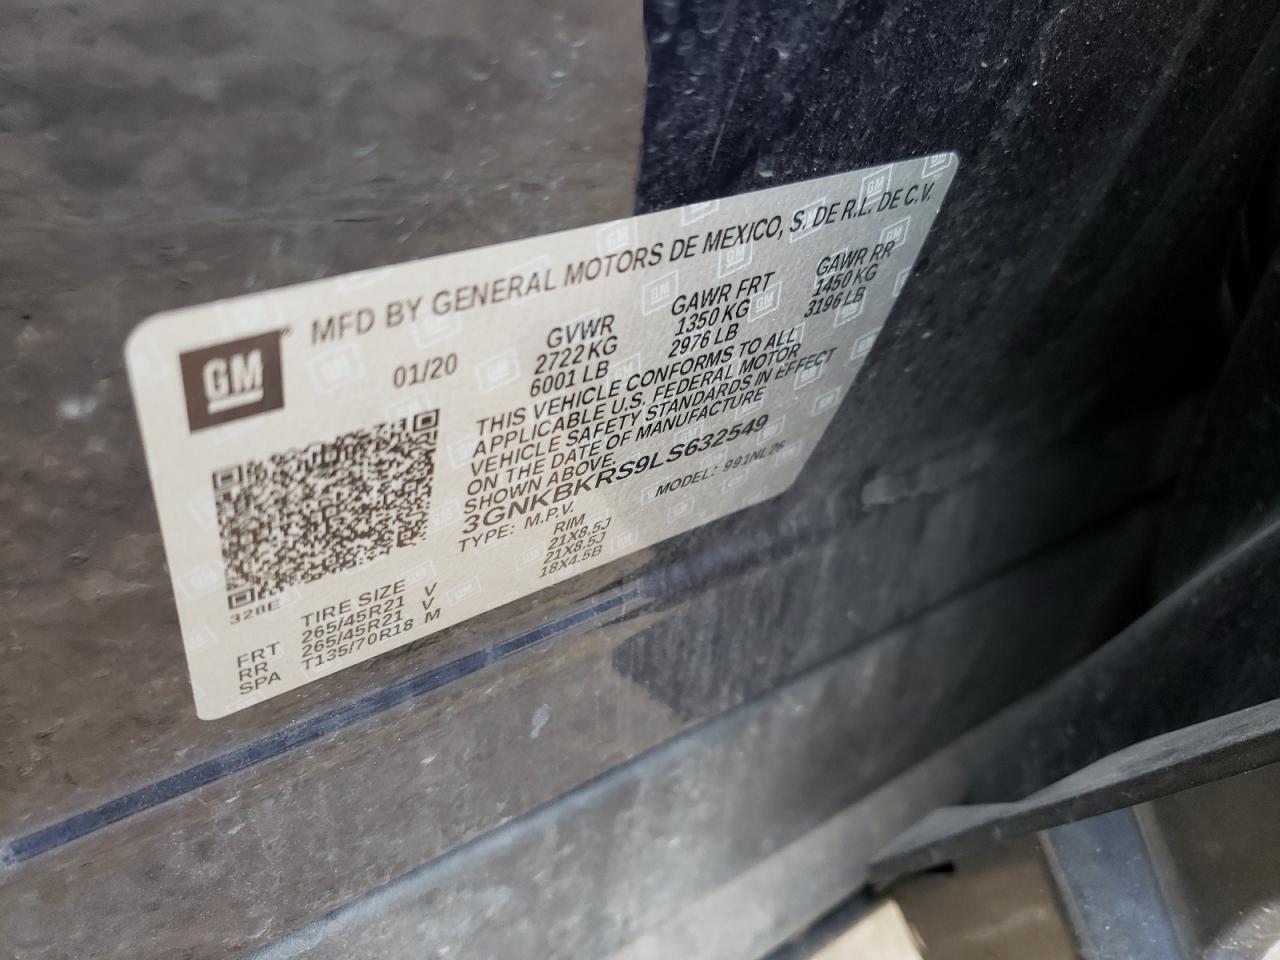 MFD BY GENERAL MOTORS DE MEXICO, S. DE R.L. DE C.V.
GM
01/20
GVWR GAWR FRT GAWR RR
2722 KG 1350 KG 1450 KG
6001 LB 2976 LB 3196 LB
THIS VEHICLE CONFORMS TO ALL
APPLICABLE U.S. FEDERAL MOTOR
VEHICLE SAFETY STANDARDS IN EFFECT
ON THE DATE OF MANUFACTURE
SHOWN ABOVE.
3GNKBKRS9LS632549
TYPE: M.P.V. MODEL: 991NL26
328E
TIRE SIZE RIM
FRT 265/45R21 V 21X8.5J
RR 265/45R21 V 21X8.5J
SPA T135/70R18 M 18X4.5B